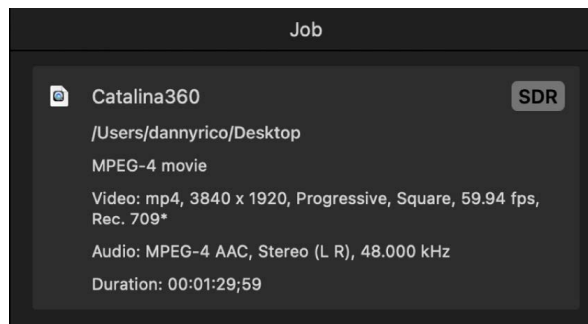 Job
Catalina360
SDR
/Users/dannyrico/Desktop
MPEG-4 movie
Video: mp4, 3840 x 1920, Progressive, Square, 59.94 fps,
Rec. 709*
Audio: MPEG-4 AAC, Stereo (L R), 48.000 kHz
Duration: 00:01:29;59